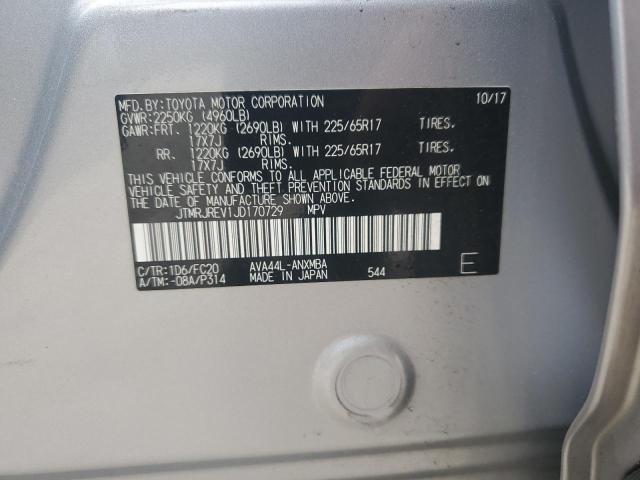 MFD.BY:TOYOTA MOTOR CORPORATION 10/17
GVWR:2250KG (4960LB)
GAWR:FRT. 1220KG (2690LB) WITH 225/65R17 TIRES.
17X7J RIMS.
RR. 1220KG (2690LB) WITH 225/65R17 TIRES.
17X7J RIMS.
THIS VEHICLE CONFORMS TO ALL APPLICABLE FEDERAL MOTOR
VEHICLE SAFETY AND THEFT PREVENTION STANDARDS IN EFFECT ON
THE DATE OF MANUFACTURE SHOWN ABOVE.
JTMRJREV1JD170729 MPV
C/TR:1D6/FC20 AVA44L-ANXMBA
A/TM:-08A/P314 MADE IN JAPAN 544 E